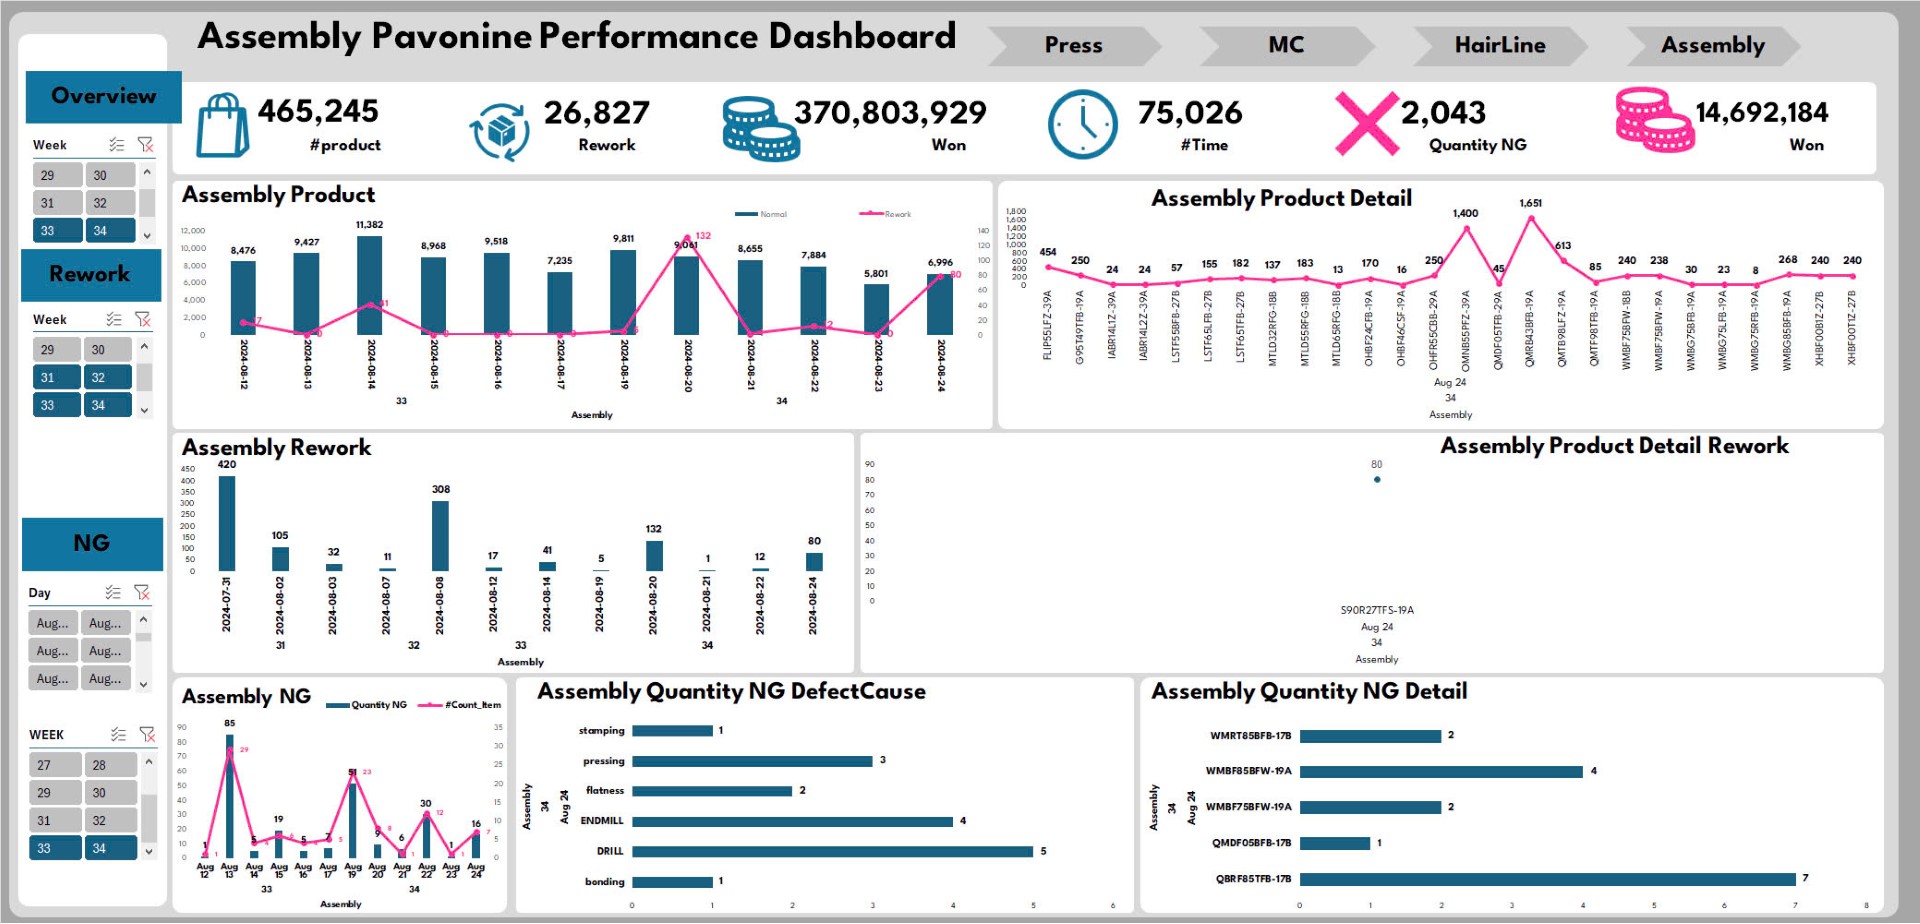 Assembly Pavonine Performance Dashboard
Press
MC
HairLine
Assembly
Overview
465,245
#product
26,827
Rework
370,803,929
Won
75,026
#Time
2,043
Quantity NG
14,692,184
Won
Week
29 30
31 32
33 34
Rework
Week
29 30
31 32
33 34
NG
Day
Aug... Aug...
Aug... Aug...
Aug... Aug...
WEEK
27 28
29 30
31 32
33 34
Assembly Product
Normal Rework
12,000
10,000
8,000
6,000
4,000
2,000
0
8,476 9,427 11,382 8,968 9,518 7,235 9,811 9,061 8,655 7,884 5,801 6,996
41 132 80
140
120
100
80
60
40
20
0
2024-08-12 2024-08-13 2024-08-14 2024-08-15 2024-08-16 2024-08-17 2024-08-19 2024-08-20 2024-08-21 2024-08-22 2024-08-23 2024-08-24
33 34
Assembly
Assembly Product Detail
1,800
1,600
1,400
1,200
1,000
800
600
400
200
0
454 250 24 24 57 155 182 137 183 13 170 16 250 1,400 45 1,651 613 85 240 238 30 23 8 268 240 240
FLIP55LFZ-39A G95T49TFB-19A IABR14L1Z-39A IABR14L2Z-39A LSTF55BFB-27B LSTF65LFB-27B LSTF65TFB-27B MTLD32RFG-18B MTLD55RFG-18B MTLD65RFG-18B OHBF24CFB-19A OHBF46CSF-19A OHFR55CBB-29A OMNB55PFZ-39A QMDF05TFB-29A QMRB43BFB-19A QMTB98LFZ-19A QMTF98TFB-19A WMBF75BFW-18B WMBF75BFW-19A WMBG75BFB-19A WMBG75LFB-19A WMBG75RFB-19A WMBG85BFB-19A XHBF00B1Z-27B XHBF00T1Z-27B
Aug 24
34
Assembly
Assembly Rework
450
400
350
300
250
200
150
100
50
0
420 105 32 11 308 17 41 5 132 1 12 80
2024-07-31 2024-08-02 2024-08-03 2024-08-07 2024-08-08 2024-08-12 2024-08-14 2024-08-19 2024-08-20 2024-08-21 2024-08-22 2024-08-24
31 32 33 34
Assembly
Assembly Product Detail Rework
90
80
70
60
50
40
30
20
10
0
80
S90R27TFS-19A
Aug 24
34
Assembly
Assembly NG
Quantity NG #Count_Item
90
80
70
60
50
40
30
20
10
0
1 85 5 19 5 7 51 9 6 30 1 16
1 29 4 6 4 5 23 8 1 12 1 7
35
30
25
20
15
10
5
0
Aug 12 Aug 13 Aug 14 Aug 15 Aug 16 Aug 17 Aug 19 Aug 20 Aug 21 Aug 22 Aug 23 Aug 24
33 34
Assembly
Assembly Quantity NG DefectCause
Assembly
34
Aug 24
stamping 1
pressing 3
flatness 2
ENDMILL 4
DRILL 5
bonding 1
0 1 2 3 4 5 6
Assembly Quantity NG Detail
Assembly
34
Aug 24
WMRT85BFB-17B 2
WMBF85BFW-19A 4
WMBF75BFW-19A 2
QMDF05BFB-17B 1
QBRF85TFB-17B 7
0 1 2 3 4 5 6 7 8